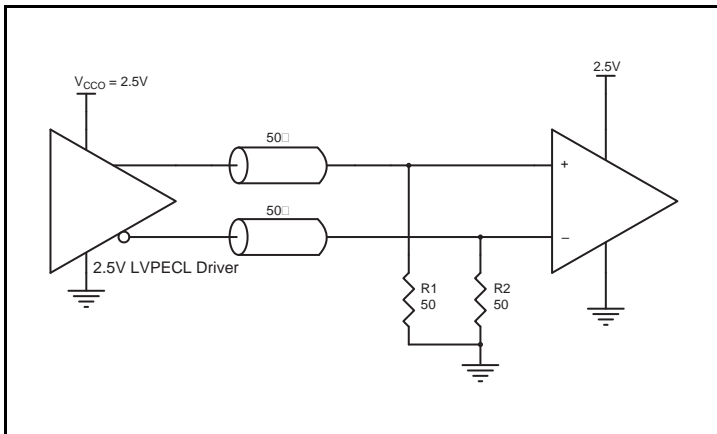 V_CCO = 2.5V
2.5V
50□
50□
+
–
2.5V LVPECL Driver
R1
50
R2
50